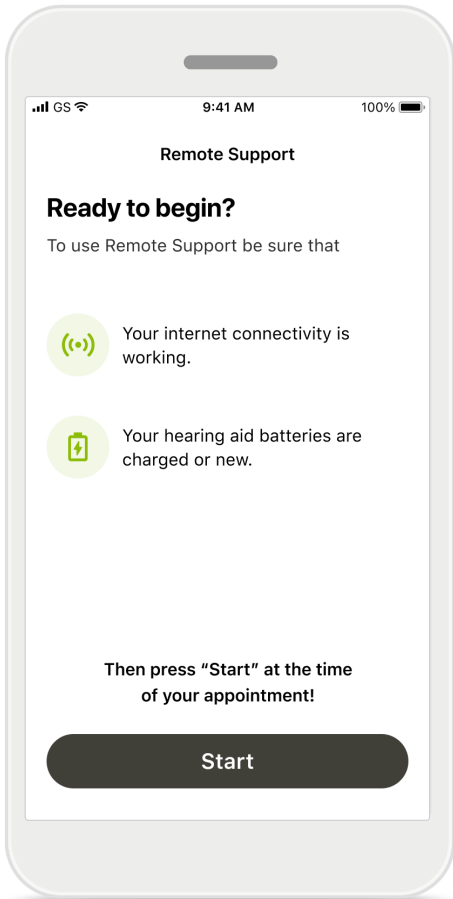 GS
9:41 AM
100%
Remote Support
Ready to begin?
To use Remote Support be sure that
Your internet connectivity is
working.
Your hearing aid batteries are
charged or new.
Then press “Start” at the time
of your appointment!
Start